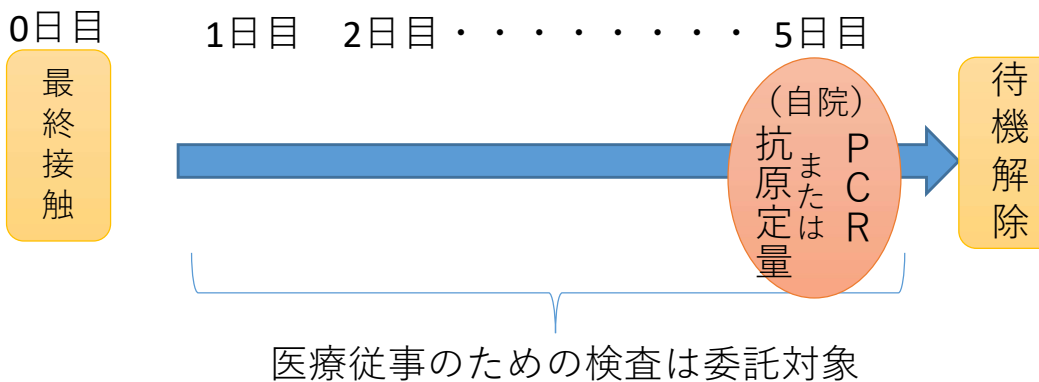 0日目
1日目 2日目・・・・・・・・ 5日目
最終接触
(自院)
PCR
または
抗原定量
待機解除
医療従事のための検査は委託対象